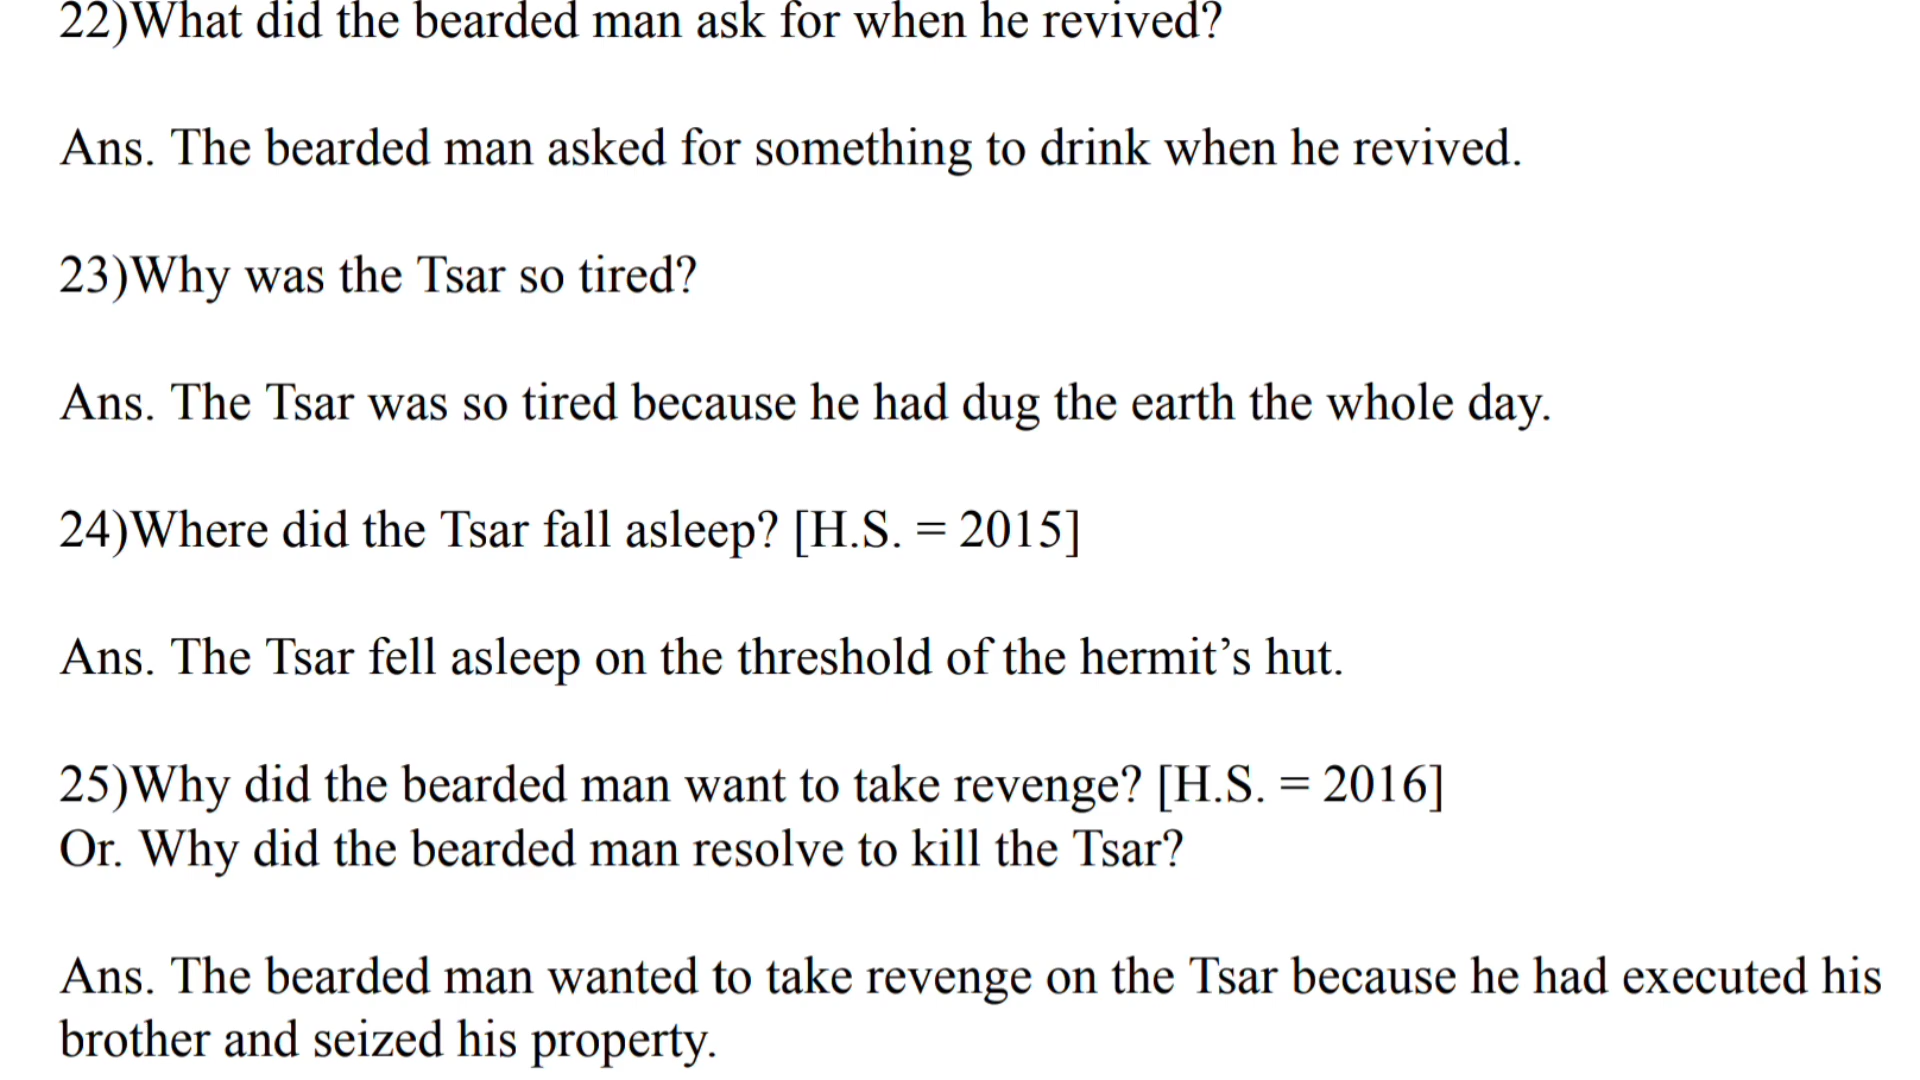 22)What did the bearded man ask for when he revived?
Ans. The bearded man asked for something to drink when he revived.
23)Why was the Tsar so tired?
Ans. The Tsar was so tired because he had dug the earth the whole day.
24)Where did the Tsar fall asleep? [H.S. = 2015]
Ans. The Tsar fell asleep on the threshold of the hermit’s hut.
25)Why did the bearded man want to take revenge? [H.S. = 2016]
Or. Why did the bearded man resolve to kill the Tsar?
Ans. The bearded man wanted to take revenge on the Tsar because he had executed his
brother and seized his property.